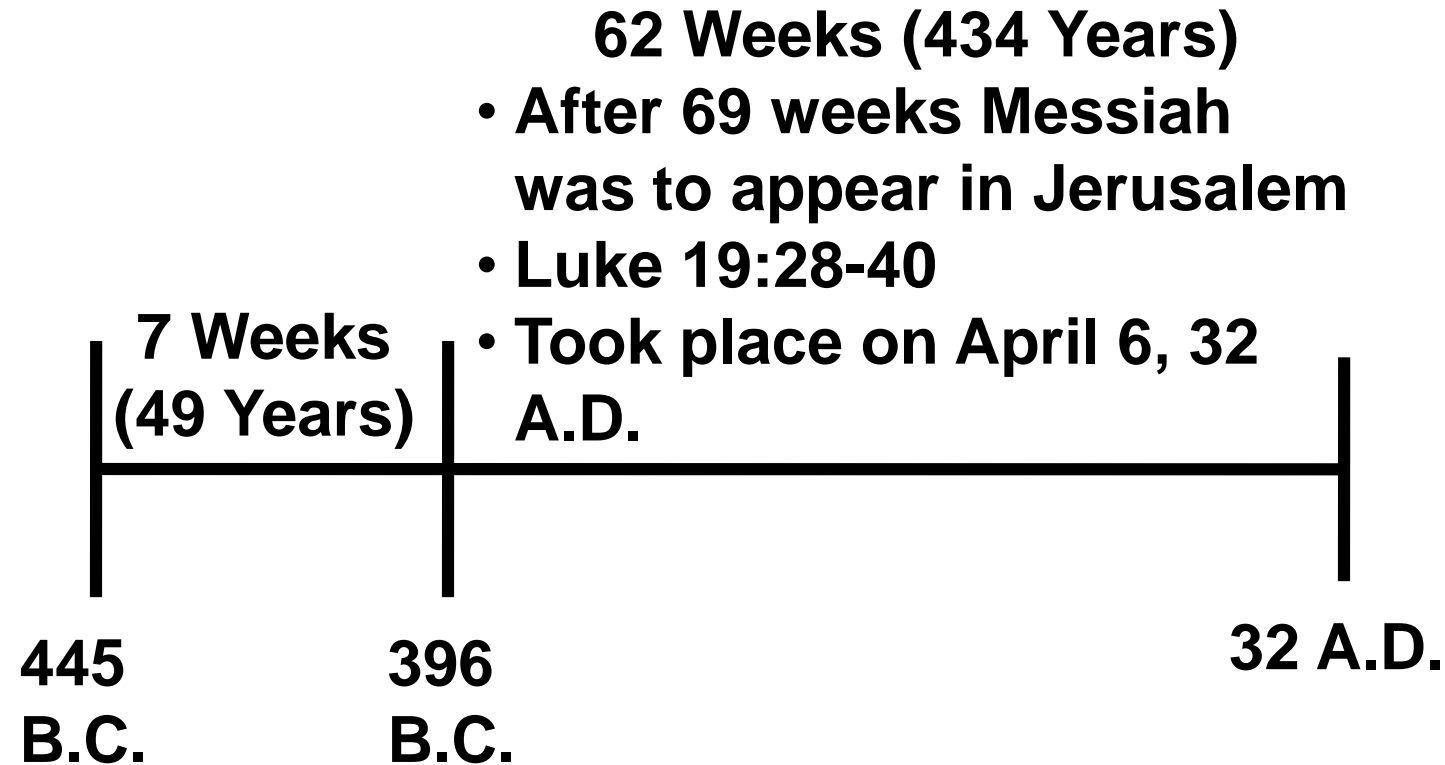 62 Weeks (434 Years)
• After 69 weeks Messiah
was to appear in Jerusalem
• Luke 19:28-40
• Took place on April 6, 32
A.D.
7 Weeks
(49 Years)
445
B.C.
396
B.C.
32 A.D.